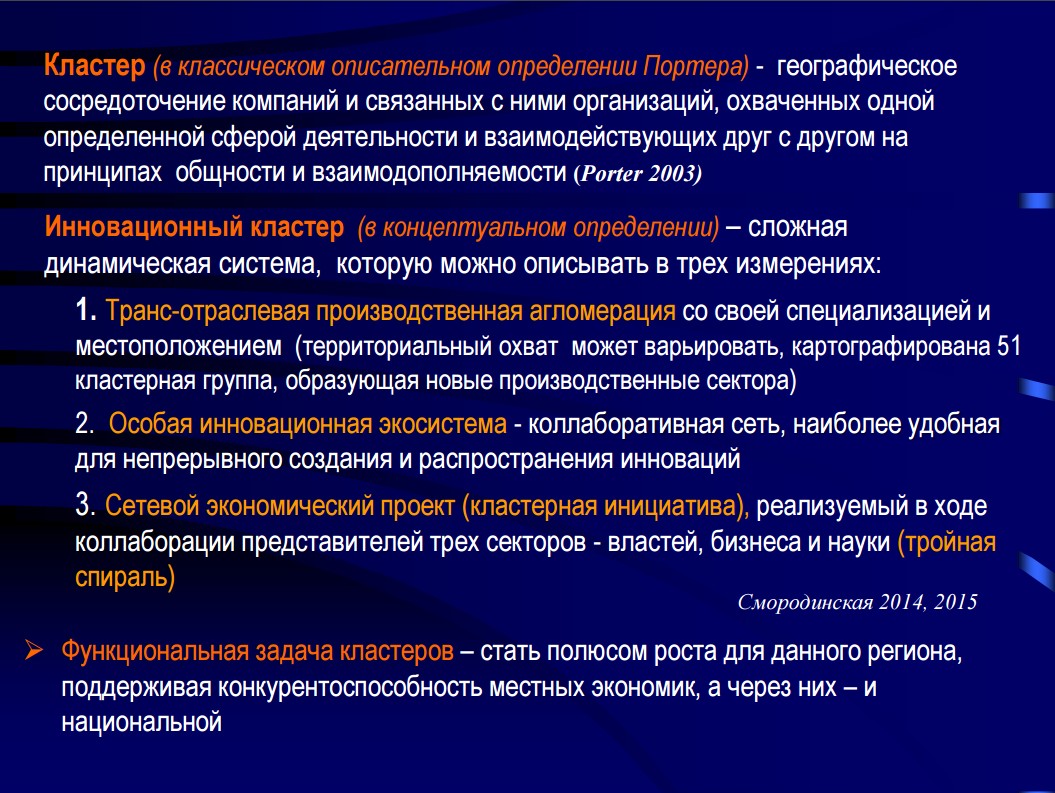 Кластер (в классическом описательном определении Портера) - географическое
сосредоточение компаний и связанных с ними организаций, охваченных одной
определенной сферой деятельности и взаимодействующих друг с другом на
принципах общности и взаимодополняемости (Porter 2003)
Инновационный кластер (в концептуальном определении) – сложная
динамическая система, которую можно описывать в трех измерениях:
1. Транс-отраслевая производственная агломерация со своей специализацией и
местоположением (территориальный охват может варьировать, картографирована 51
кластерная группа, образующая новые производственные сектора)
2. Особая инновационная экосистема - коллаборативная сеть, наиболее удобная
для непрерывного создания и распространения инноваций
3. Сетевой экономический проект (кластерная инициатива), реализуемый в ходе
коллаборации представителей трех секторов - властей, бизнеса и науки (тройная
спираль)
Смородинская 2014, 2015
Функциональная задача кластеров – стать полюсом роста для данного региона,
поддерживая конкурентоспособность местных экономик, а через них – и
национальной